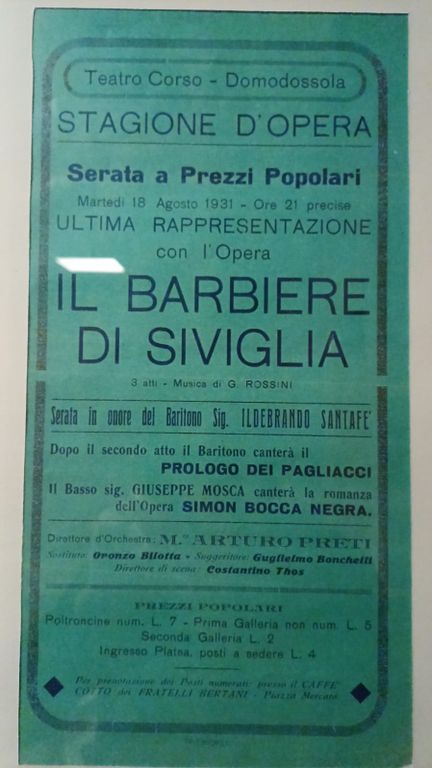 Teatro Corso - Domodossola
STAGIONE D'OPERA
Serata a Prezzi Popolari
Martedì 18 Agosto 1931 - Ore 21 precise
ULTIMA RAPPRESENTAZIONE
con l'Opera
IL BARBIERE
DI SIVIGLIA
3 atti - Musica di G. ROSSINI
Serata in onore del Baritono Sig. ILDEBRANDO SANTAFE'
Dopo il secondo atto il Baritono canterà il
PROLOGO DEI PAGLIACCI
Il Basso sig. GIUSEPPE MOSCA canterà la romanza
dell'Opera SIMON BOCCA NEGRA.
Direttore d'Orchestra: M.º ARTURO PRETI
Sostituto: Oronzo Bilotta - Suggeritore: Guglielmo Bonchelli
Direttore di scena: Costantino Thos
PREZZI POPOLARI
Poltroncine num. L. 7 - Prima Galleria non num. L. 5
Seconda Galleria L. 2
Ingresso Platea, posti a sedere L. 4
Per prenotazione dei Posti numerati: presso il CAFFE'
COTTO dei FRATELLI BERTANI - Piazza Mercato